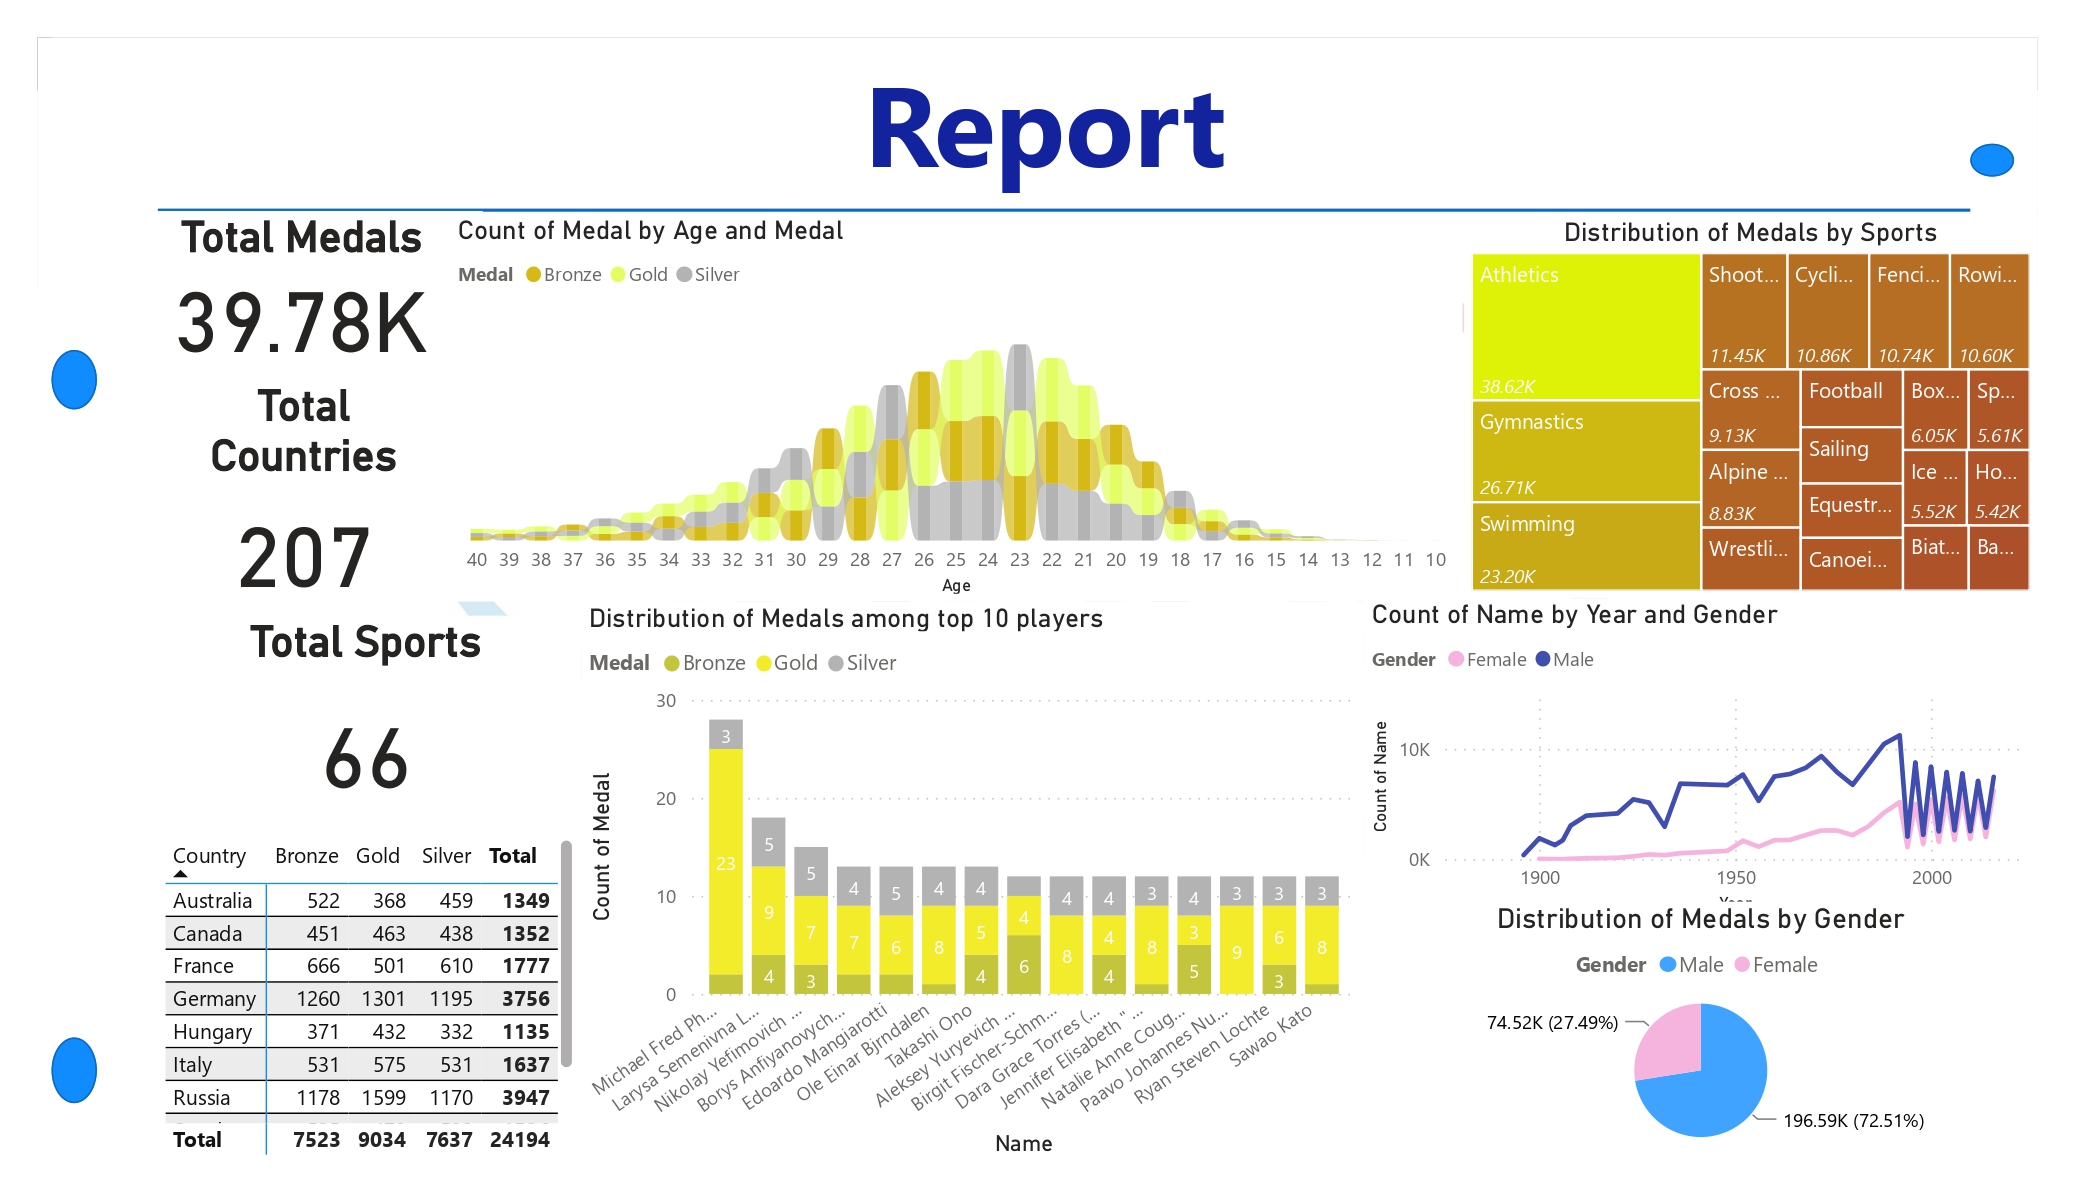 Report
Total Medals
39.78K
Total
Countries
207
Total Sports
66
Count of Medal by Age and Medal
Medal Bronze Gold Silver
40 39 38 37 36 35 34 33 32 31 30 29 28 27 26 25 24 23 22 21 20 19 18 17 16 15 14 13 12 11 10
Age
Distribution of Medals by Sports
Athletics
38.62K
Gymnastics
26.71K
Swimming
23.20K
Shoot...
11.45K
Cycli...
10.86K
Fenci...
10.74K
Rowi...
10.60K
Cross ...
9.13K
Alpine ...
8.83K
Wrestli...
Football
Sailing
Equestr...
Canoei...
Box...
6.05K
Sp...
5.61K
Ice ...
5.52K
Ho...
5.42K
Biat...
Ba...
Country Bronze Gold Silver Total
Australia 522 368 459 1349
Canada 451 463 438 1352
France 666 501 610 1777
Germany 1260 1301 1195 3756
Hungary 371 432 332 1135
Italy 531 575 531 1637
Russia 1178 1599 1170 3947
Total 7523 9034 7637 24194
Distribution of Medals among top 10 players
Medal Bronze Gold Silver
Count of Medal
30
20
10
0
3
23
5
9
4
5
7
3
4
7
5
6
4
8
4
5
4
4
6
4
8
4
4
4
3
8
4
3
5
3
9
3
6
3
3
8
Michael Fred Ph...
Larysa Semenivna L...
Nikolay Yefimovich ...
Borys Anfiyanovych...
Edoardo Mangiarotti
Ole Einar Bjrndalen
Takashi Ono
Aleksey Yuryevich ...
Birgit Fischer-Schm...
Dara Grace Torres (...
Jennifer Elisabeth " ...
Natalie Anne Coug...
Paavo Johannes Nu...
Ryan Steven Lochte
Sawao Kato
Name
Count of Name by Year and Gender
Gender Female Male
Count of Name
10K
0K
1900 1950 2000
Year
Distribution of Medals by Gender
Gender Male Female
74.52K (27.49%)
196.59K (72.51%)